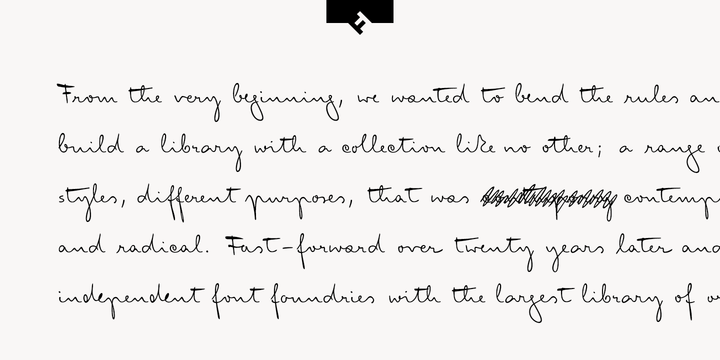 From the very beginning, we wanted to bend the rules an
build a library with a collection like no other; a range
styles, different purposes, that was contemp
and radical. Fast-forward over twenty years later and
independent font foundries with the largest library of